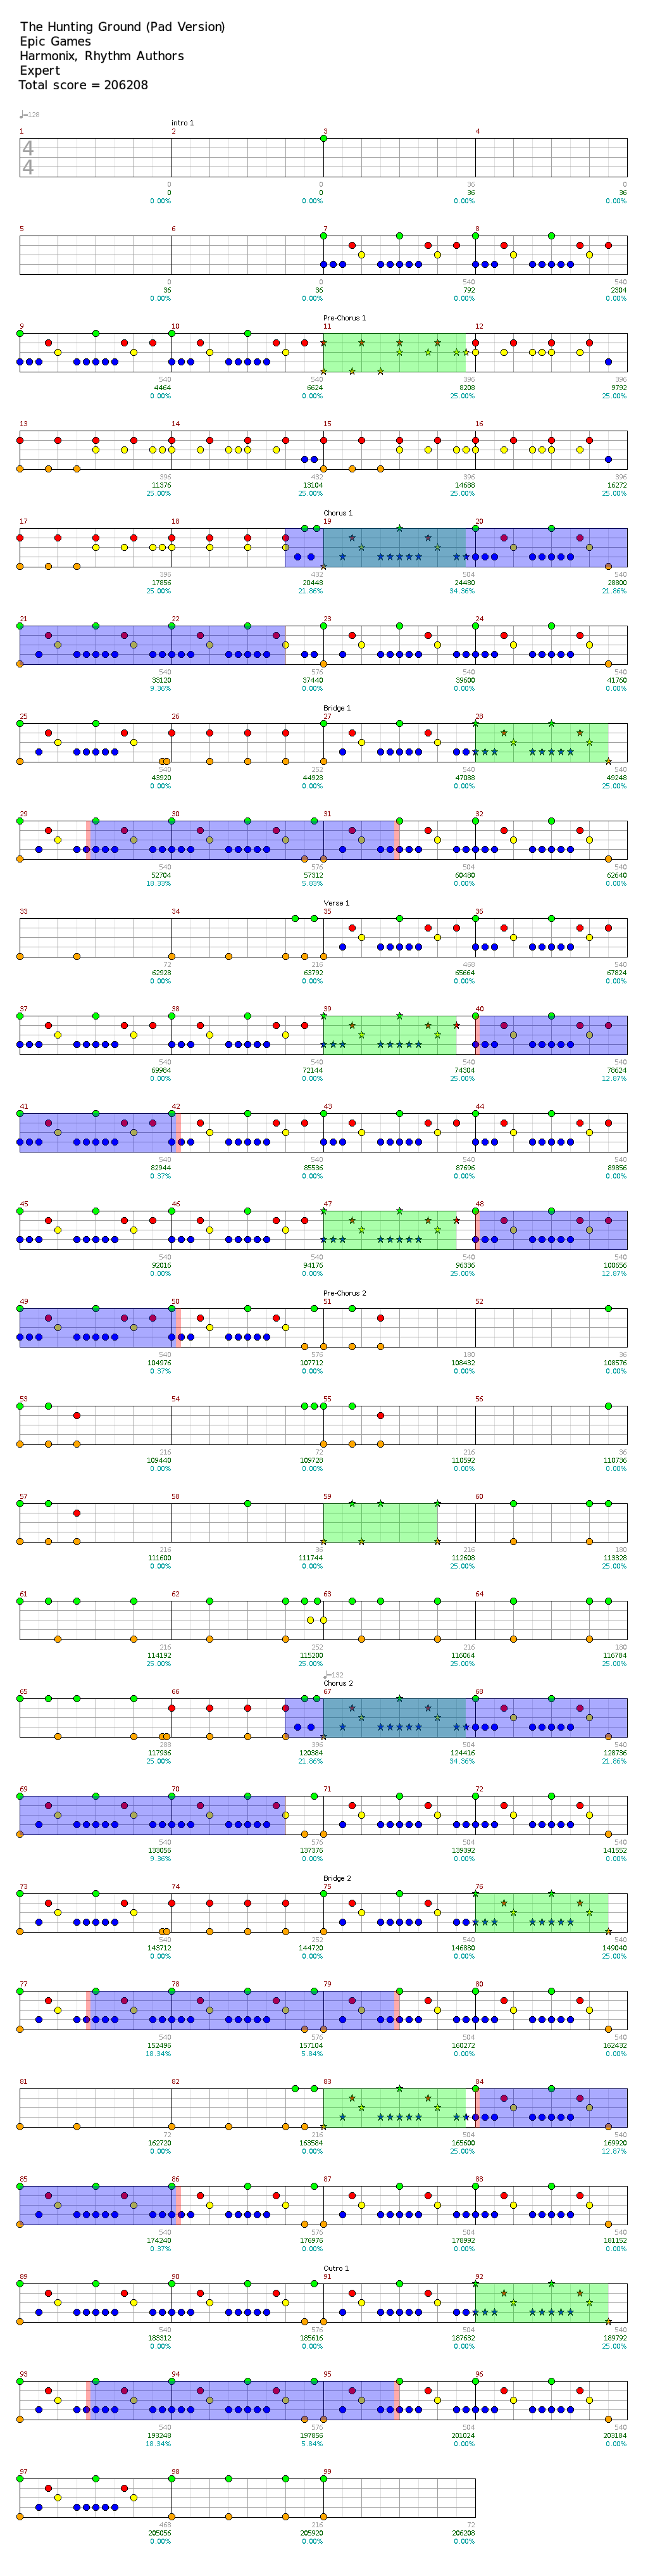 The Hunting Ground (Pad Version)
Epic Games
Harmonix, Rhythm Authors
Expert
Total score = 206208
♩=128
intro 1
1 2 3 4
4
4
0 0 36 0
0 0 36 36
0.00% 0.00% 0.00% 0.00%
5 6 7 8
0 0 540 540
36 36 792 2304
0.00% 0.00% 0.00% 0.00%
Pre-Chorus 1
9 10 11 12
540 540 396 396
4464 6624 8208 9792
0.00% 0.00% 25.00% 25.00%
13 14 15 16
396 432 396 396
11376 13104 14688 16272
25.00% 25.00% 25.00% 25.00%
Chorus 1
17 18 19 20
396 432 504 540
17856 20448 24480 28800
25.00% 21.86% 34.36% 21.86%
21 22 23 24
540 576 504 540
33120 37440 39600 41760
9.36% 0.00% 0.00% 0.00%
Bridge 1
25 26 27 28
540 252 540 540
43920 44928 47088 49248
0.00% 0.00% 0.00% 25.00%
29 30 31 32
540 576 504 540
52704 57312 60480 62640
18.33% 5.83% 0.00% 0.00%
Verse 1
33 34 35 36
72 216 468 540
62928 63792 65664 67824
0.00% 0.00% 0.00% 0.00%
37 38 39 40
540 540 540 540
69984 72144 74304 78624
0.00% 0.00% 25.00% 12.87%
41 42 43 44
540 540 540 540
82944 85536 87696 89856
0.37% 0.00% 0.00% 0.00%
45 46 47 48
540 540 540 540
92016 94176 96336 100656
0.00% 0.00% 25.00% 12.87%
Pre-Chorus 2
49 50 51 52
540 576 180 36
104976 107712 108432 108576
0.37% 0.00% 0.00% 0.00%
53 54 55 56
216 72 216 36
109440 109728 110592 110736
0.00% 0.00% 0.00% 0.00%
57 58 59 60
216 36 216 180
111600 111744 112608 113328
0.00% 0.00% 25.00% 25.00%
61 62 63 64
216 252 216 180
114192 115200 116064 116784
25.00% 25.00% 25.00% 25.00%
♩=132
Chorus 2
65 66 67 68
288 396 504 540
117936 120384 124416 128736
25.00% 21.86% 34.36% 21.86%
69 70 71 72
540 576 504 540
133056 137376 139392 141552
9.36% 0.00% 0.00% 0.00%
Bridge 2
73 74 75 76
540 252 540 540
143712 144720 146880 149040
0.00% 0.00% 0.00% 25.00%
77 78 79 80
540 576 504 540
152496 157104 160272 162432
18.34% 5.84% 0.00% 0.00%
81 82 83 84
72 216 504 540
162720 163584 165600 169920
0.00% 0.00% 25.00% 12.87%
85 86 87 88
540 576 504 540
174240 176976 178992 181152
0.37% 0.00% 0.00% 0.00%
Outro 1
89 90 91 92
540 576 504 540
183312 185616 187632 189792
0.00% 0.00% 0.00% 25.00%
93 94 95 96
540 576 504 540
193248 197856 201024 203184
18.34% 5.84% 0.00% 0.00%
97 98 99
468 216 72
205056 205920 206208
0.00% 0.00% 0.00%